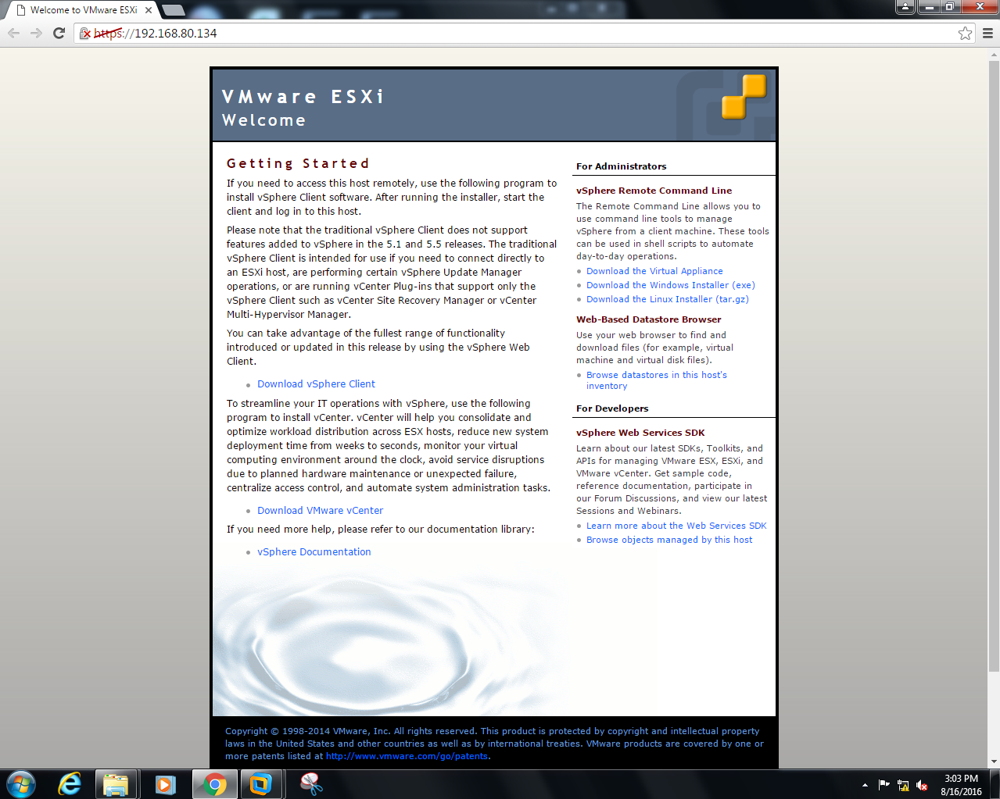 Welcome to VMware ESXi
https://192.168.80.134
VMware ESXi
Welcome
Getting Started
If you need to access this host remotely, use the following program to
install vSphere Client software. After running the installer, start the
client and log in to this host.
Please note that the traditional vSphere Client does not support
features added to vSphere in the 5.1 and 5.5 releases. The traditional
vSphere Client is intended for use if you need to connect directly to
an ESXi host, are performing certain vSphere Update Manager
operations, or are running vCenter Plug-ins that support only the
vSphere Client such as vCenter Site Recovery Manager or vCenter
Multi-Hypervisor Manager.
You can take advantage of the fullest range of functionality
introduced or updated in this release by using the vSphere Web
Client.
Download vSphere Client
To streamline your IT operations with vSphere, use the following
program to install vCenter. vCenter will help you consolidate and
optimize workload distribution across ESX hosts, reduce new system
deployment time from weeks to seconds, monitor your virtual
computing environment around the clock, avoid service disruptions
due to planned hardware maintenance or unexpected failure,
centralize access control, and automate system administration tasks.
Download VMware vCenter
If you need more help, please refer to our documentation library:
vSphere Documentation
For Administrators
vSphere Remote Command Line
The Remote Command Line allows you to
use command line tools to manage
vSphere from a client machine. These tools
can be used in shell scripts to automate
day-to-day operations.
Download the Virtual Appliance
Download the Windows Installer (exe)
Download the Linux Installer (tar.gz)
Web-Based Datastore Browser
Use your web browser to find and
download files (for example, virtual
machine and virtual disk files).
Browse datastores in this host's
inventory
For Developers
vSphere Web Services SDK
Learn about our latest SDKs, Toolkits, and
APIs for managing VMware ESX, ESXi, and
VMware vCenter. Get sample code,
reference documentation, participate in
our Forum Discussions, and view our latest
Sessions and Webinars.
Learn more about the Web Services SDK
Browse objects managed by this host
Copyright © 1998-2014 VMware, Inc. All rights reserved. This product is protected by copyright and intellectual property
laws in the United States and other countries as well as by international treaties. VMware products are covered by one or
more patents listed at http://www.vmware.com/go/patents.
3:03 PM
8/16/2016